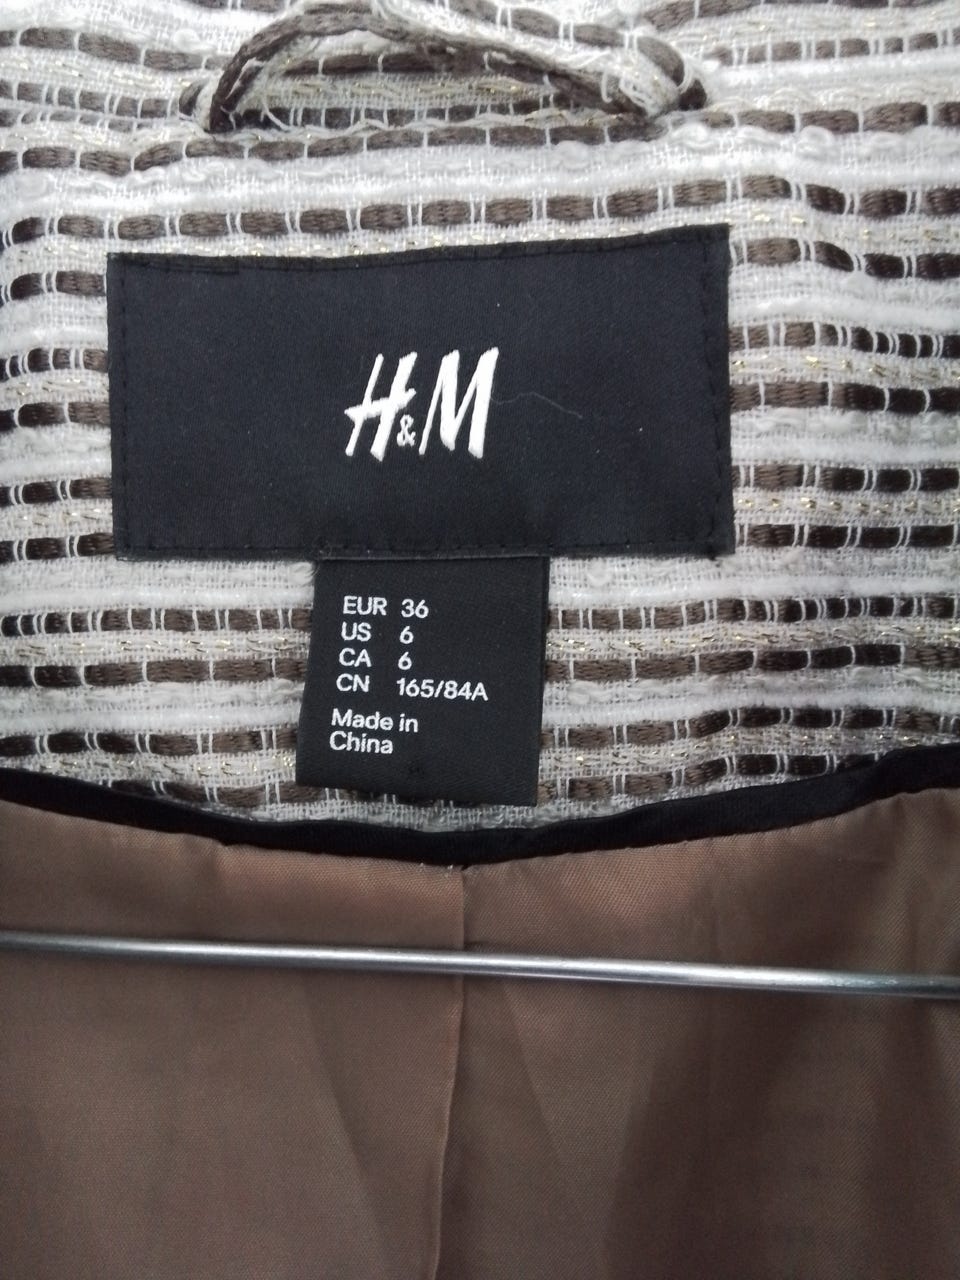 H&M
EUR 36
US 6
CA 6
CN 165/84A
Made in
China